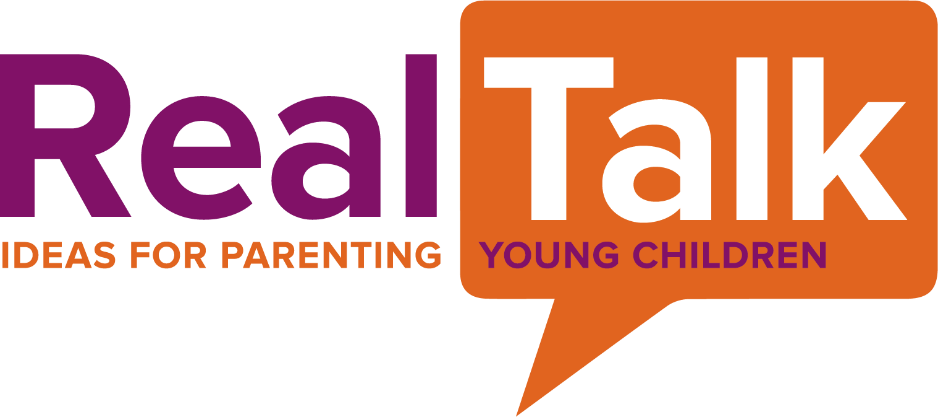 Real Talk
IDEAS FOR PARENTING YOUNG CHILDREN